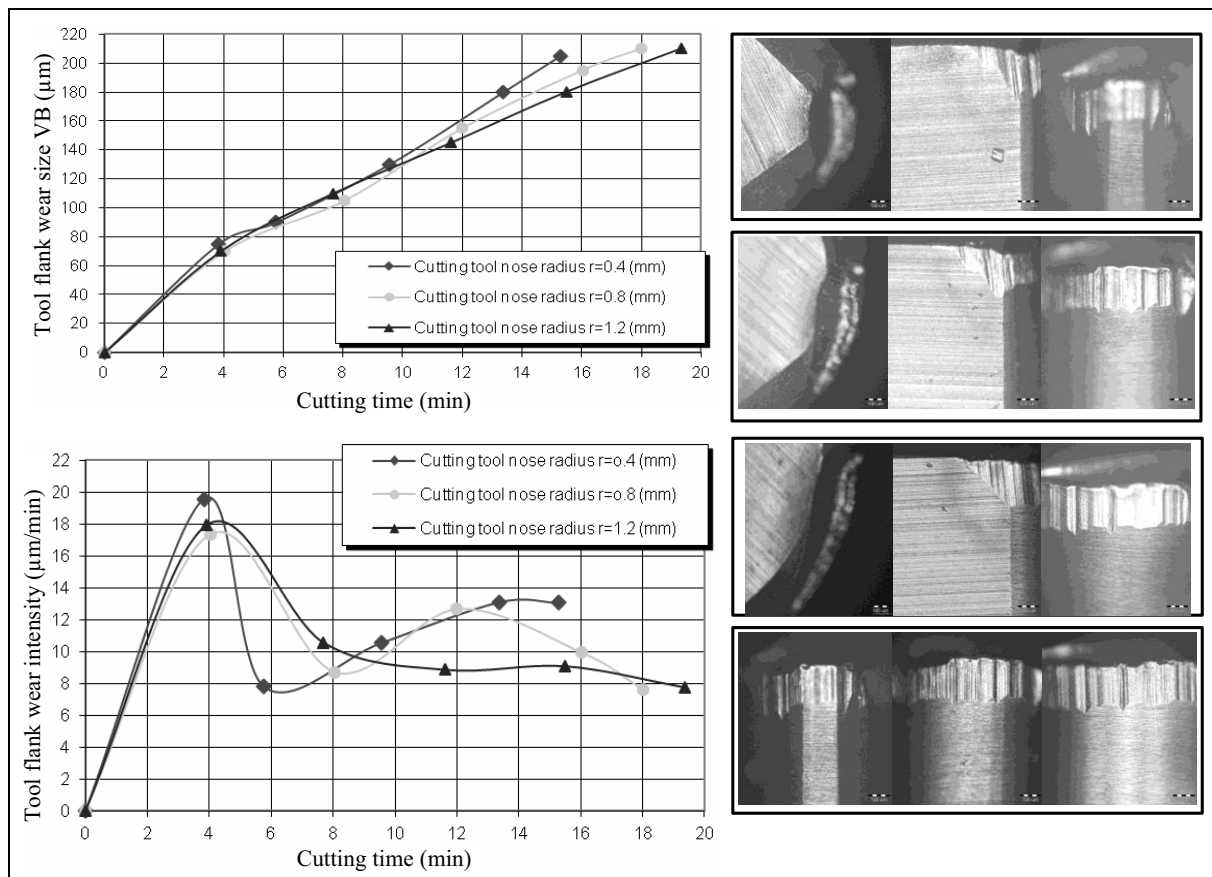 Tool flank wear size VB (µm)
220
200
180
160
140
120
100
80
60
40
20
0
0 2 4 6 8 10 12 14 16 18 20
Cutting time (min)
Cutting tool nose radius r=0.4 (mm)
Cutting tool nose radius r=0.8 (mm)
Cutting tool nose radius r=1.2 (mm)
Tool flank wear intensity (µm/min)
22
20
18
16
14
12
10
8
6
4
2
0
0 2 4 6 8 10 12 14 16 18 20
Cutting time (min)
Cutting tool nose radius r=o.4 (mm)
Cutting tool nose radius r=o.8 (mm)
Cutting tool nose radius r=1.2 (mm)